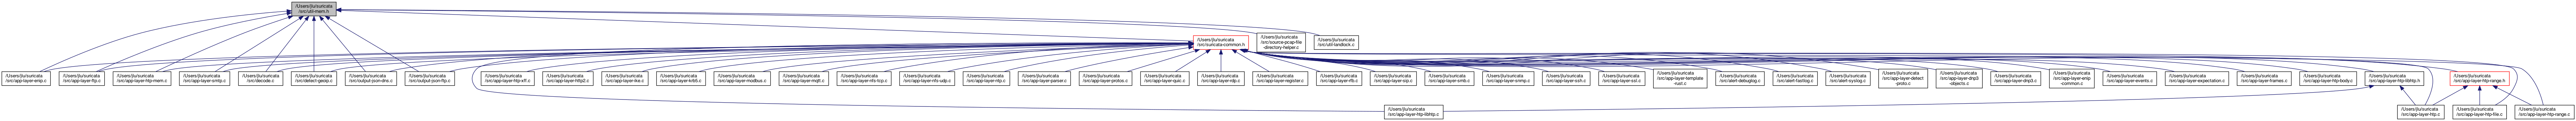 /Users/jlu/suricata
/src/util-mem.h
/Users/jlu/suricata
/src/suricata-common.h
/Users/jlu/suricata
/src/source-pcap-file
-directory-helper.c
/Users/jlu/suricata
/src/util-landlock.c
/Users/jlu/suricata
/src/app-layer-enip.c
/Users/jlu/suricata
/src/app-layer-ftp.c
/Users/jlu/suricata
/src/app-layer-htp-mem.c
/Users/jlu/suricata
/src/app-layer-smtp.c
/Users/jlu/suricata
/src/decode.c
/Users/jlu/suricata
/src/detect-geoip.c
/Users/jlu/suricata
/src/output-json-dns.c
/Users/jlu/suricata
/src/output-json-ftp.c
/Users/jlu/suricata
/src/app-layer-htp-xff.c
/Users/jlu/suricata
/src/app-layer-http2.c
/Users/jlu/suricata
/src/app-layer-ike.c
/Users/jlu/suricata
/src/app-layer-krb5.c
/Users/jlu/suricata
/src/app-layer-modbus.c
/Users/jlu/suricata
/src/app-layer-mqtt.c
/Users/jlu/suricata
/src/app-layer-nfs-tcp.c
/Users/jlu/suricata
/src/app-layer-nfs-udp.c
/Users/jlu/suricata
/src/app-layer-ntp.c
/Users/jlu/suricata
/src/app-layer-parser.c
/Users/jlu/suricata
/src/app-layer-protos.c
/Users/jlu/suricata
/src/app-layer-quic.c
/Users/jlu/suricata
/src/app-layer-rdp.c
/Users/jlu/suricata
/src/app-layer-register.c
/Users/jlu/suricata
/src/app-layer-rfb.c
/Users/jlu/suricata
/src/app-layer-sip.c
/Users/jlu/suricata
/src/app-layer-smb.c
/Users/jlu/suricata
/src/app-layer-snmp.c
/Users/jlu/suricata
/src/app-layer-ssh.c
/Users/jlu/suricata
/src/app-layer-ssl.c
/Users/jlu/suricata
/src/app-layer-template
-rust.c
/Users/jlu/suricata
/src/alert-debuglog.c
/Users/jlu/suricata
/src/alert-fastlog.c
/Users/jlu/suricata
/src/alert-syslog.c
/Users/jlu/suricata
/src/app-layer-detect
-proto.c
/Users/jlu/suricata
/src/app-layer-dnp3
-objects.c
/Users/jlu/suricata
/src/app-layer-dnp3.c
/Users/jlu/suricata
/src/app-layer-enip
-common.c
/Users/jlu/suricata
/src/app-layer-events.c
/Users/jlu/suricata
/src/app-layer-expectation.c
/Users/jlu/suricata
/src/app-layer-frames.c
/Users/jlu/suricata
/src/app-layer-htp-body.c
/Users/jlu/suricata
/src/app-layer-htp-libhtp.h
/Users/jlu/suricata
/src/app-layer-htp-range.h
/Users/jlu/suricata
/src/app-layer-htp-libhtp.c
/Users/jlu/suricata
/src/app-layer-htp.c
/Users/jlu/suricata
/src/app-layer-htp-file.c
/Users/jlu/suricata
/src/app-layer-htp-range.c